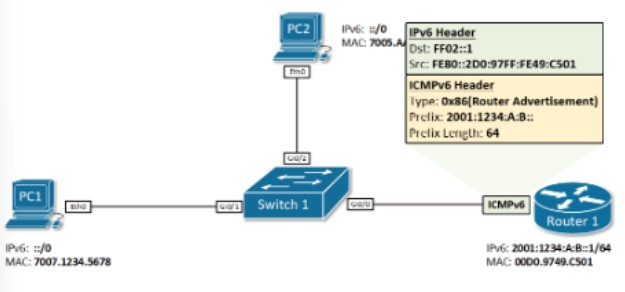 PC2
IPv6: ::/0
MAC: 7005.A
Eth0
IPv6 Header
Dst: FF02::1
Src: FE80::2D0:97FF:FE49:C501
ICMPv6 Header
Type: 0x86(Router Advertisement)
Prefix: 2001:1234:A:B::
Prefix Length: 64
Gi0/2
PC1
Eth0
Gi0/1
Switch 1
Gi0/0
ICMPv6
Router 1
IPv6: ::/0
MAC: 7007.1234.5678
IPv6: 2001:1234:A:B::1/64
MAC: 00D0.9749.C501